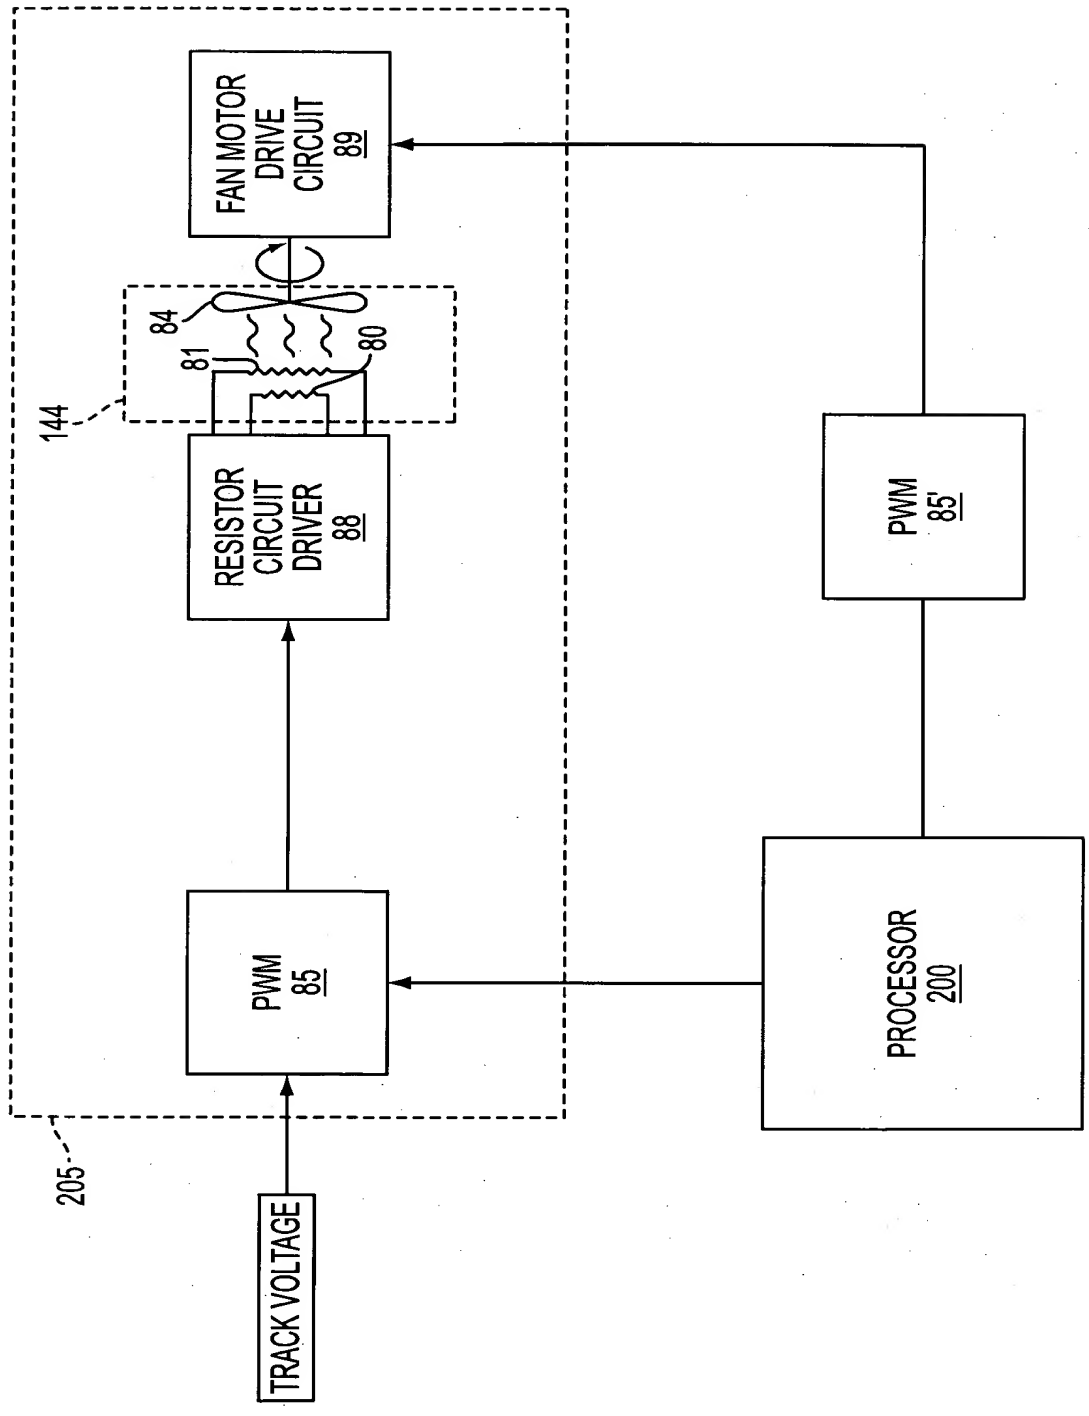 205
144
84
81
80
FAN MOTOR
DRIVE
CIRCUIT
89
RESISTOR
CIRCUIT
DRIVER
88
PWM
85
TRACK VOLTAGE
PWM
85'
PROCESSOR
200